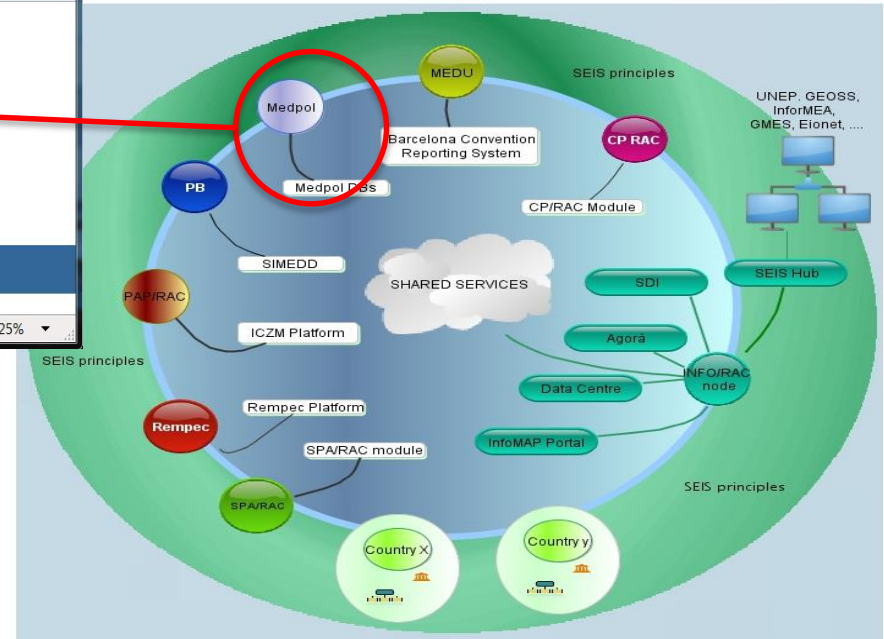 MEDU
SEIS principles
UNEP, GEOSS,
InforMEA,
GMES, Eionet, ....
Medpol
Barcelona Convention
Reporting System
CP RAC
PB
Medpol DBs
CP/RAC Module
SIMEDD
SHARED SERVICES
SDI
SEIS Hub
PAP/RAC
25%
ICZM Platform
Agorà
SEIS principles
INFO/RAC
node
Data Centre
Rempec Platform
Rempec
SPA/RAC module
InfoMAP Portal
SEIS principles
SPA/RAC
Country X
Country y